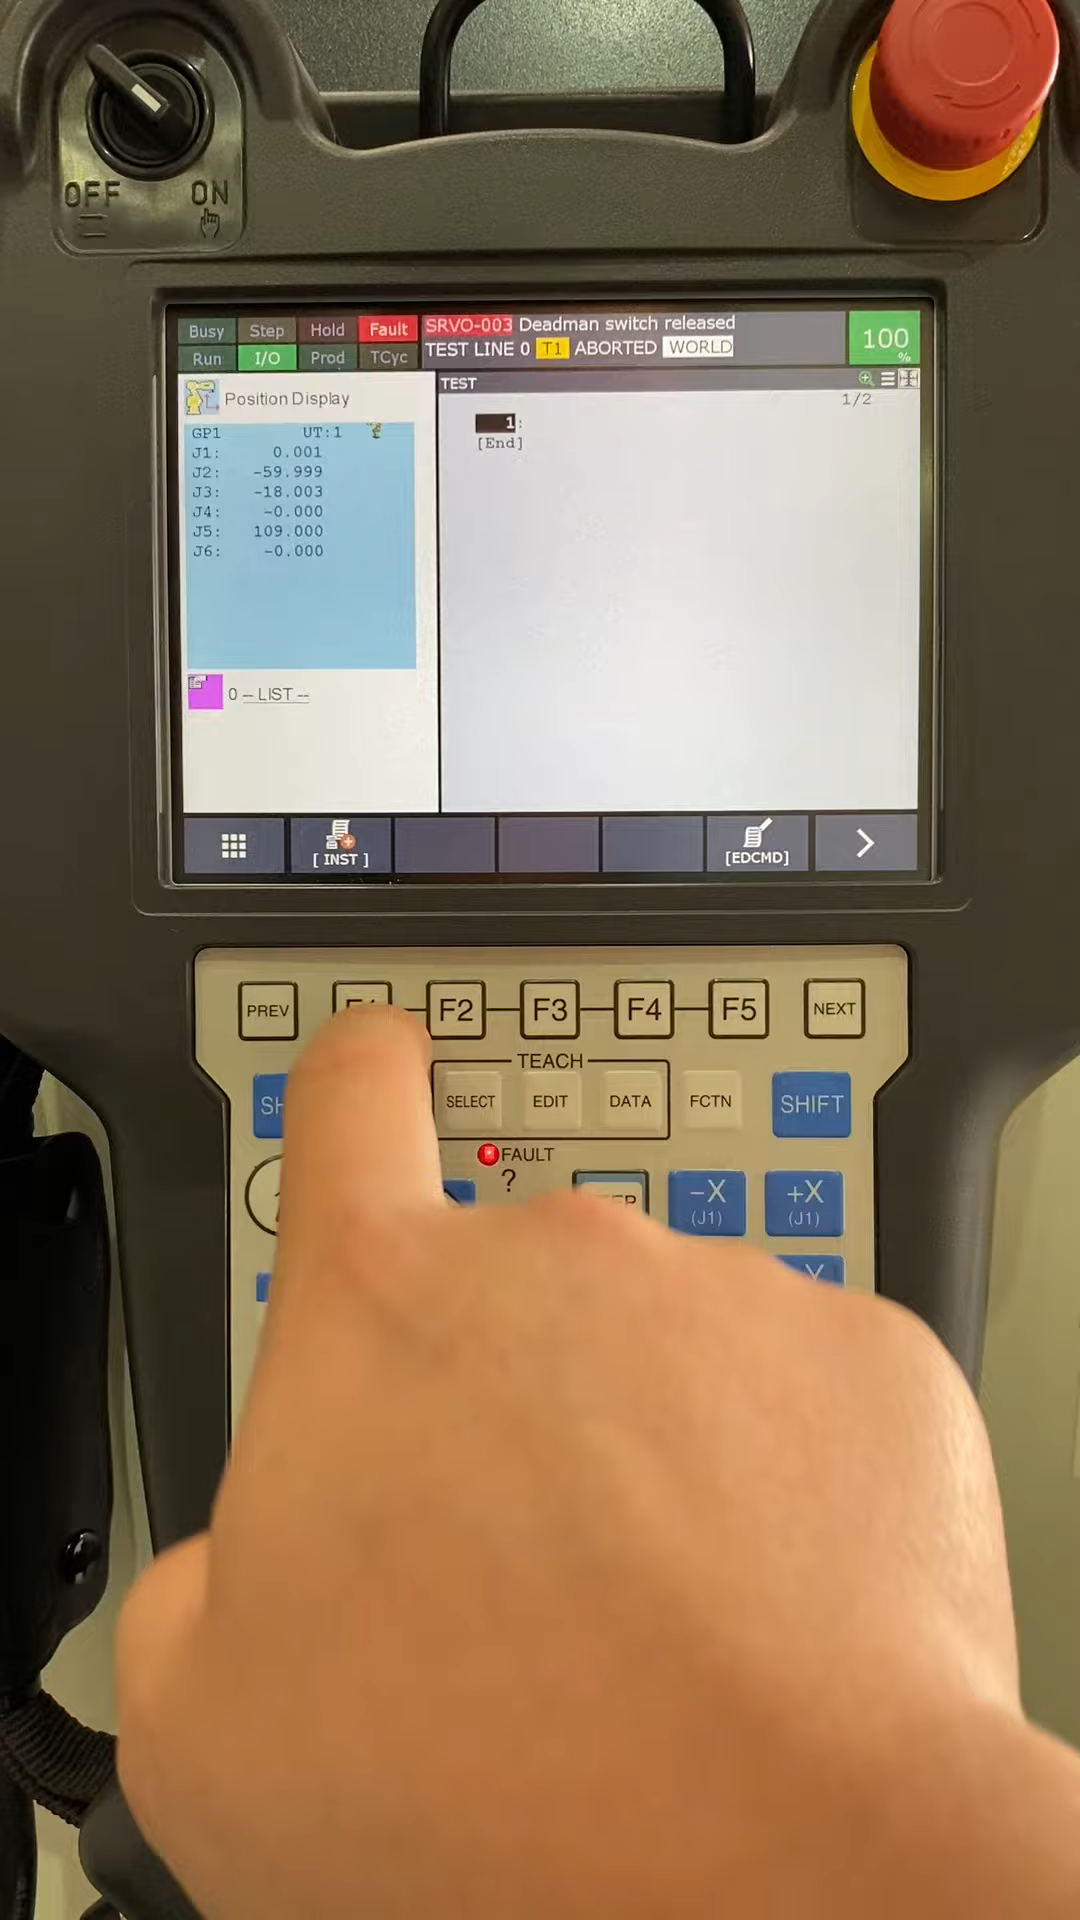 OFF ON
Busy Step Hold Fault SRVO-003 Deadman switch released
Run I/O Prod TCyc TEST LINE 0 T1 ABORTED WORLD
100
%
Position Display
TEST
1/2
GP1 UT:1
J1: 0.001
J2: -59.999
J3: -18.003
J4: -0.000
J5: 109.000
J6: -0.000
1:
[End]
0 -- LIST --
[ INST ]
[EDCMD]
PREV F2 F3 F4 F5 NEXT
TEACH
SELECT EDIT DATA FCTN SHIFT
FAULT
?
-X
(J1)
+X
(J1)